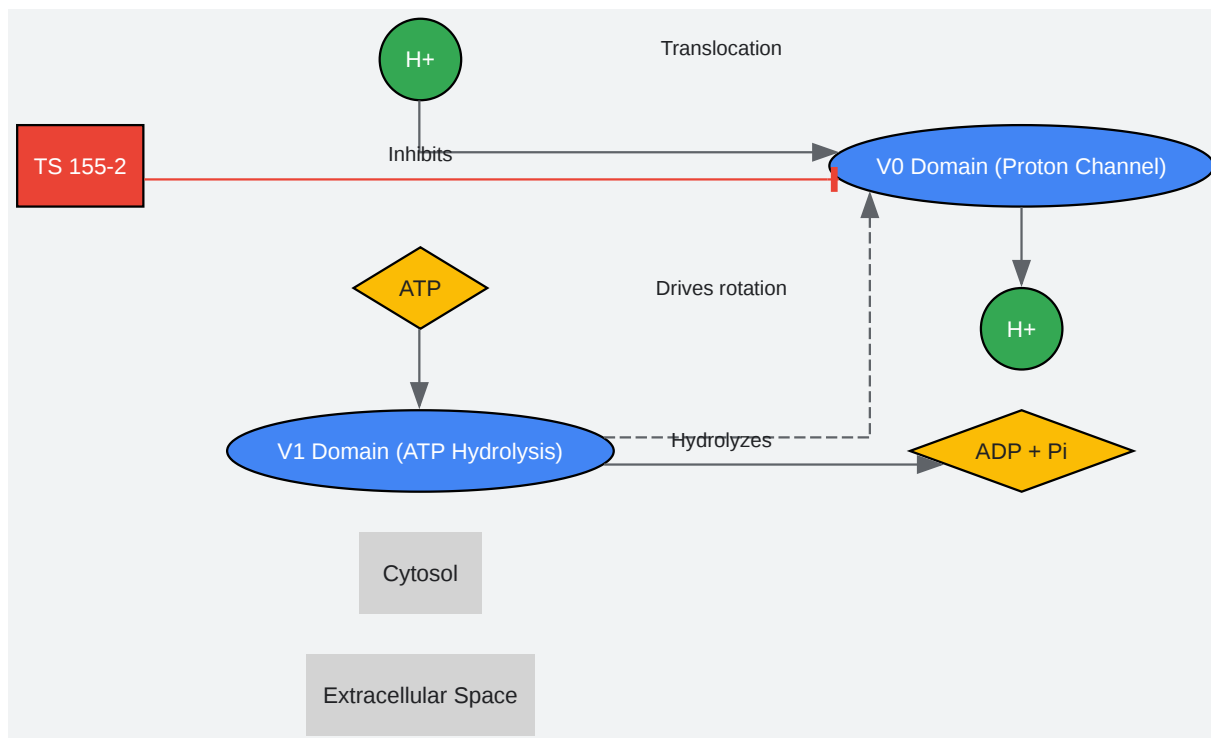 H+
Translocation
TS 155-2
Inhibits
V0 Domain (Proton Channel)
ATP
Drives rotation
H+
V1 Domain (ATP Hydrolysis)
Hydrolyzes
ADP + Pi
Cytosol
Extracellular Space